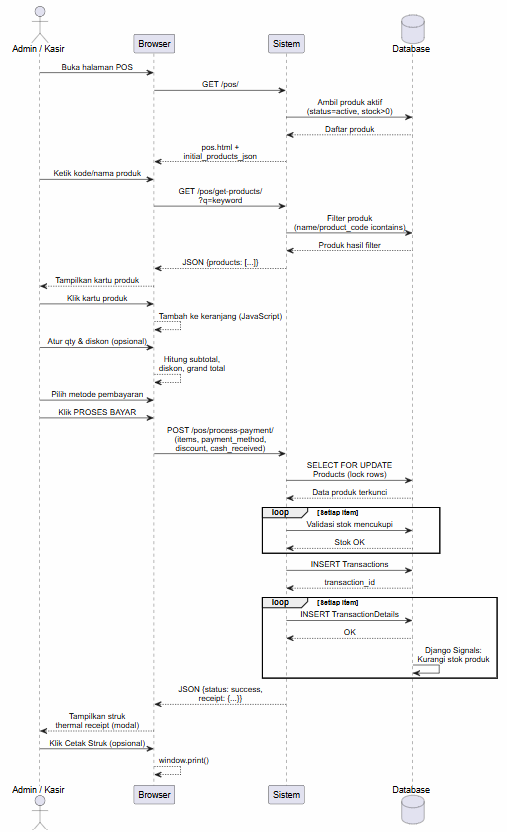 Admin / Kasir
Browser
Sistem
Database
Buka halaman POS
GET /pos/
Ambil produk aktif
(status=active, stock>0)
Daftar produk
pos.html +
initial_products_json
Ketik kode/nama produk
GET /pos/get-products/
?q=keyword
Filter produk
(name/product_code icontains)
Produk hasil filter
JSON {products: [...]}
Tampilkan kartu produk
Klik kartu produk
Tambah ke keranjang (JavaScript)
Atur qty & diskon (opsional)
Hitung subtotal,
diskon, grand total
Pilih metode pembayaran
Klik PROSES BAYAR
POST /pos/process-payment/
(items, payment_method,
discount, cash_received)
SELECT FOR UPDATE
Products (lock rows)
Data produk terkunci
loop
[Setiap item]
Validasi stok mencukupi
Stok OK
INSERT Transactions
transaction_id
loop
[Setiap item]
INSERT TransactionDetails
OK
Django Signals:
Kurangi stok produk
JSON {status: success,
receipt: {...}}
Tampilkan struk
thermal receipt (modal)
Klik Cetak Struk (opsional)
window.print()
Admin / Kasir
Browser
Sistem
Database